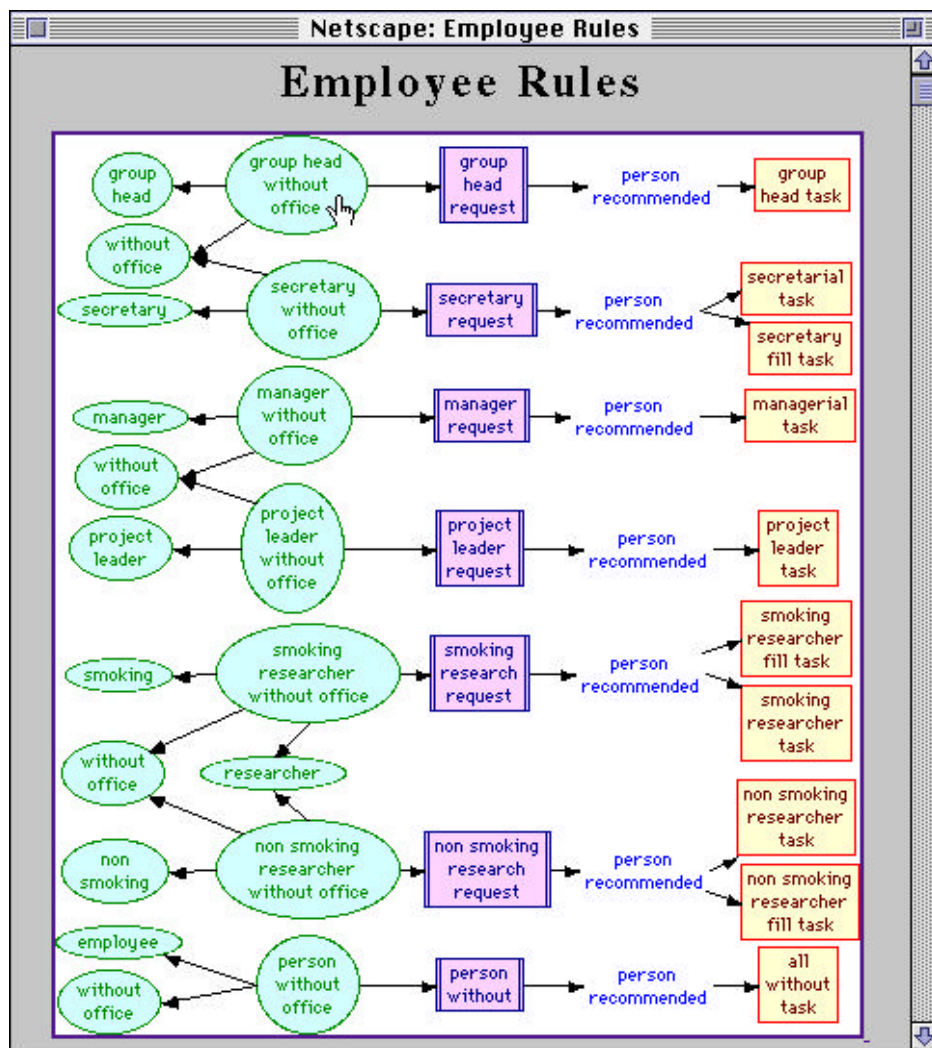 Netscape: Employee Rules
Employee Rules
group
head
group head
without
office
group
head
request
person
recommended
group
head task
without
office
secretary
secretary
without
office
secretary
request
person
recommended
secretarial
task
secretary
fill task
manager
manager
without
office
manager
request
person
recommended
managerial
task
without
office
project
leader
project
leader
without
office
project
leader
request
person
recommended
project
leader
task
smoking
smoking
researcher
without office
smoking
research
request
person
recommended
smoking
researcher
fill task
smoking
researcher
task
without
office
researcher
non
smoking
non smoking
researcher
without office
non smoking
research
request
person
recommended
non smoking
researcher
task
non smoking
researcher
fill task
employee
without
office
person
without
office
person
without
person
recommended
all
without
task